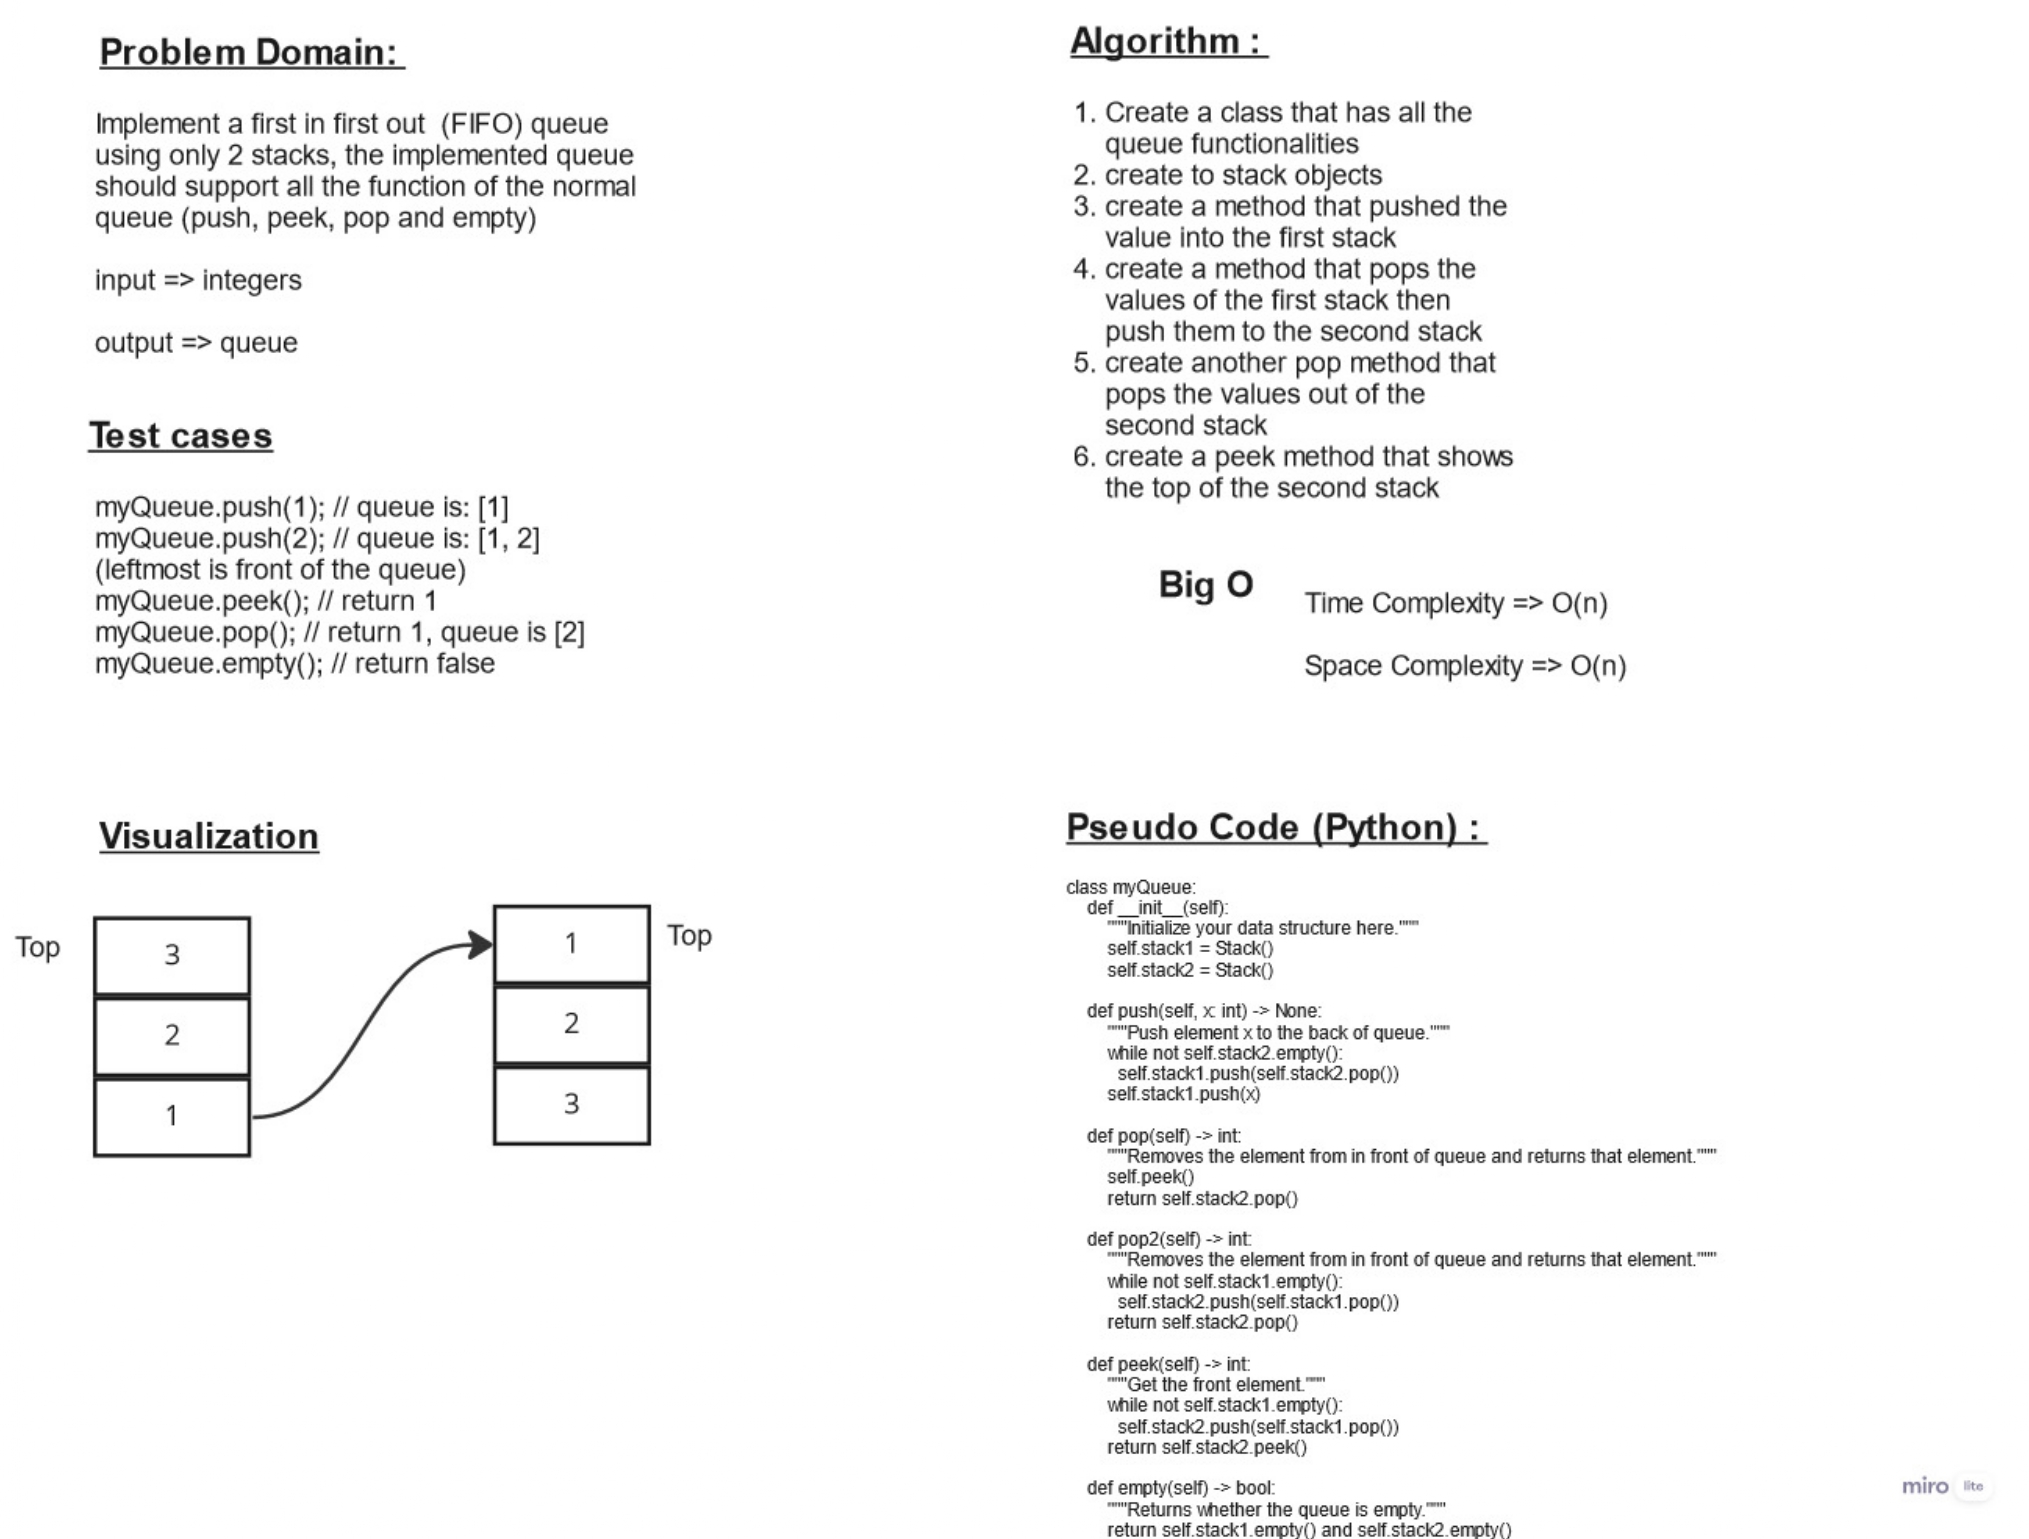 Problem Domain:
Implement a first in first out  (FIFO) queue
using only 2 stacks, the implemented queue
should support all the function of the normal
queue (push, peek, pop and empty)
input => integers
output => queue
Test cases
myQueue.push(1); // queue is: [1]
myQueue.push(2); // queue is: [1, 2]
(leftmost is front of the queue)
myQueue.peek(); // return 1
myQueue.pop(); // return 1, queue is [2]
myQueue.empty(); // return false
Visualization
Top
3
2
1
1
2
3
Top
Algorithm :
1. Create a class that has all the
queue functionalities
2. create to stack objects
3. create a method that pushed the
value into the first stack
4. create a method that pops the
values of the first stack then
push them to the second stack
5. create another pop method that
pops the values out of the
second stack
6. create a peek method that shows
the top of the second stack
Big O
Time Complexity => O(n)
Space Complexity => O(n)
Pseudo Code (Python) :
class myQueue:
def __init__(self):
"""Initialize your data structure here."""
self.stack1 = Stack()
self.stack2 = Stack()
def push(self, x: int) -> None:
"""Push element x to the back of queue."""
while not self.stack2.empty():
self.stack1.push(self.stack2.pop())
self.stack1.push(x)
def pop(self) -> int:
"""Removes the element from in front of queue and returns that element."""
self.peek()
return self.stack2.pop()
def pop2(self) -> int:
"""Removes the element from in front of queue and returns that element."""
while not self.stack1.empty():
self.stack2.push(self.stack1.pop())
return self.stack2.pop()
def peek(self) -> int:
"""Get the front element."""
while not self.stack1.empty():
self.stack2.push(self.stack1.pop())
return self.stack2.peek()
def empty(self) -> bool:
"""Returns whether the queue is empty."""
return self.stack1.empty() and self.stack2.empty()
miro lite